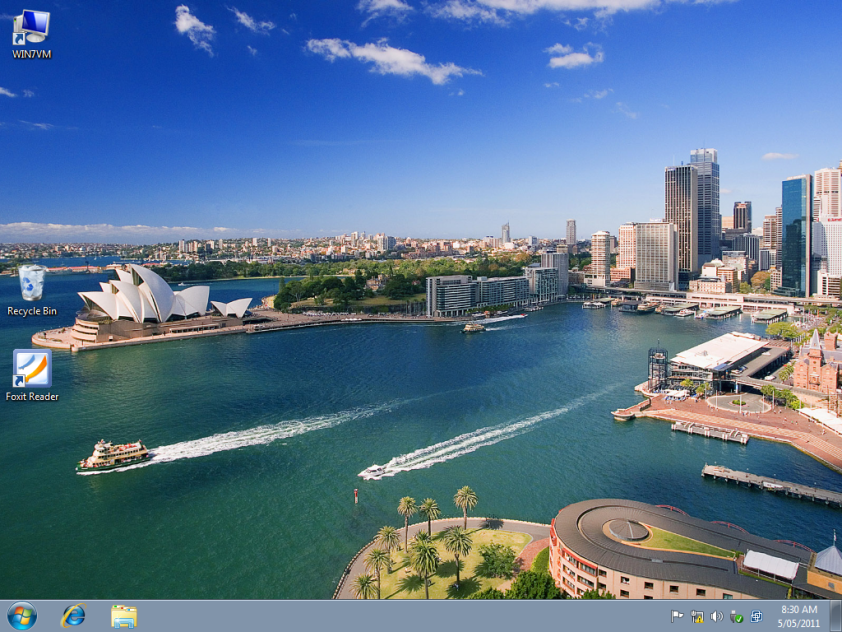 WIN7VM
Recycle Bin
Foxit Reader
8:30 AM
5/05/2011